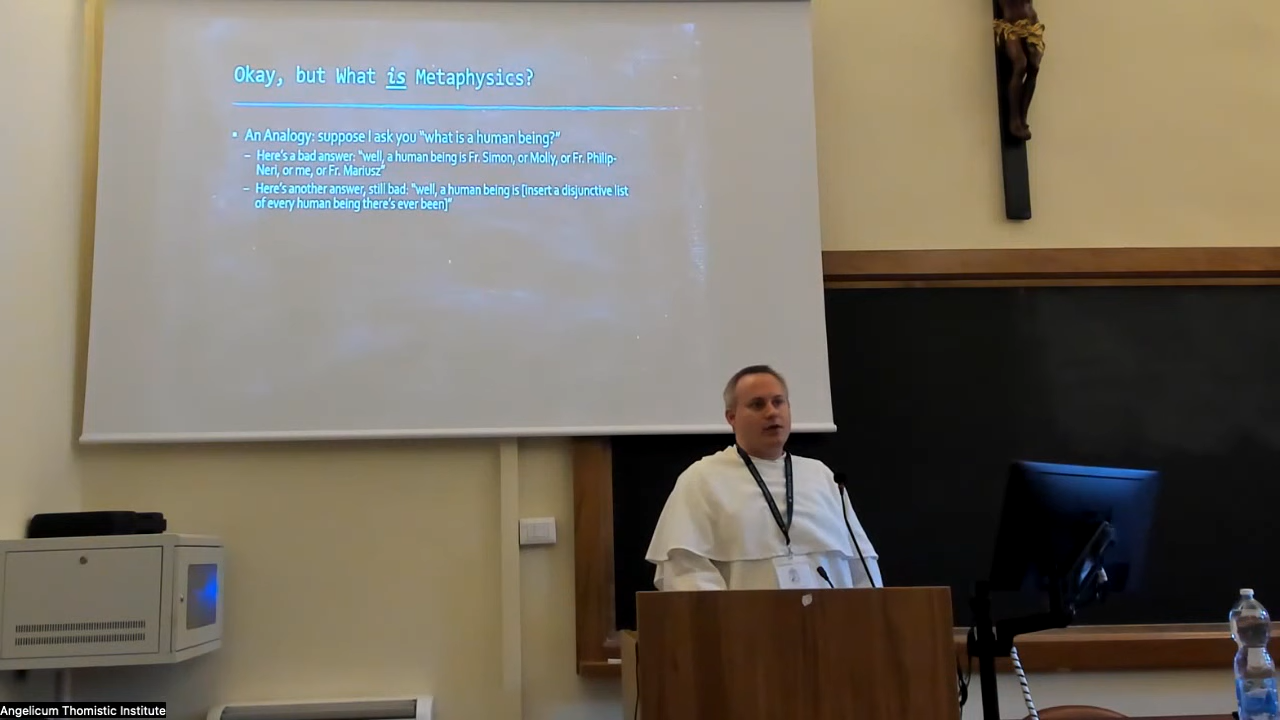 Okay, but What is Metaphysics?
▪ An Analogy: suppose I ask you "what is a human being?"
– Here's a bad answer: "well, a human being is Fr. Simon, or Molly, or Fr. Philip-
Neri, or me, or Fr. Mariusz"
– Here's another answer, still bad: "well, a human being is [insert a disjunctive list
of every human being there's ever been]"
Angelicum Thomistic Institute